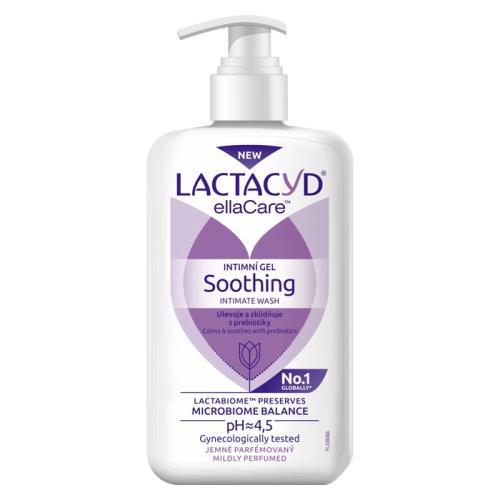 NEW
LACTACYD
ellaCare™
INTIMNÍ GEL
Soothing
INTIMATE WASH
Ulevuje a zklidňuje
s prebiotiky
Calms & soothes with prebiotics
No.1
GLOBALLY*
LACTABIOME™ PRESERVES
MICROBIOME BALANCE
pH≈4,5
Gynecologically tested
JEMNĚ PARFÉMOVANÝ
MILDLY PERFUMED